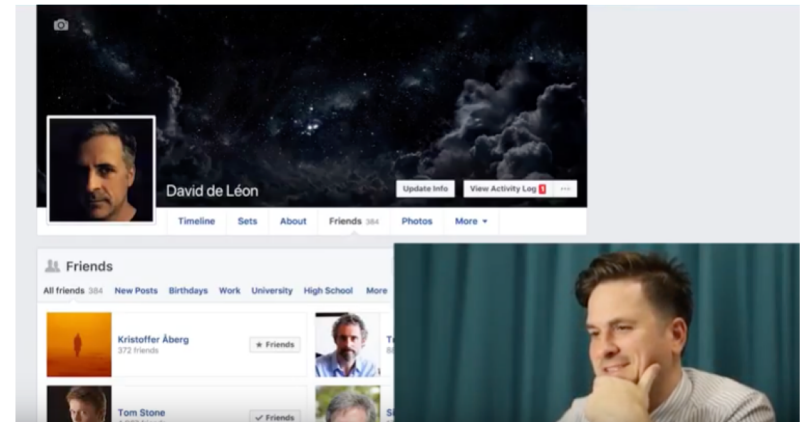 David de Léon
Update Info
View Activity Log 1
Timeline
Sets
About
Friends 384
Photos
More
Friends
All friends 384
New Posts
Birthdays
Work
University
High School
More
Kristoffer Åberg
372 friends
Friends
Tom Stone
Friends